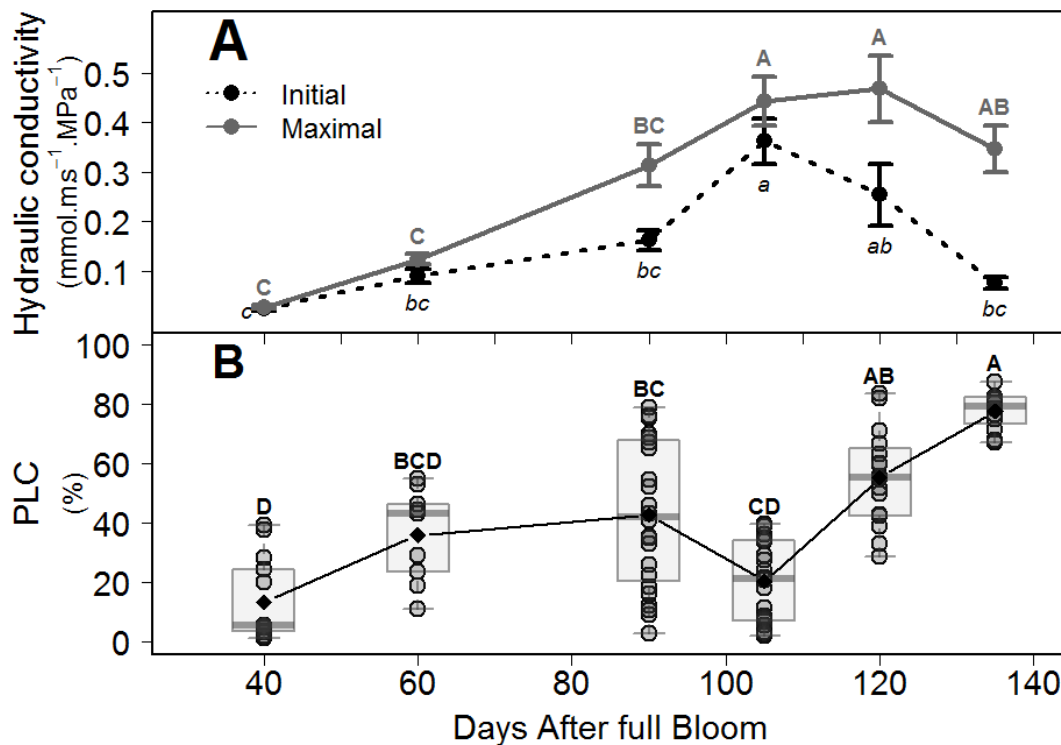 A
Hydraulic conductivity
(mmol.ms⁻¹.MPa⁻¹)
0.5
0.4
0.3
0.2
0.1
Initial
Maximal
C
C
BC
A
A
AB
c
bc
bc
a
ab
bc
B
PLC
(%)
100
80
60
40
20
0
D
BCD
BC
CD
AB
A
40
60
80
100
120
140
Days After full Bloom